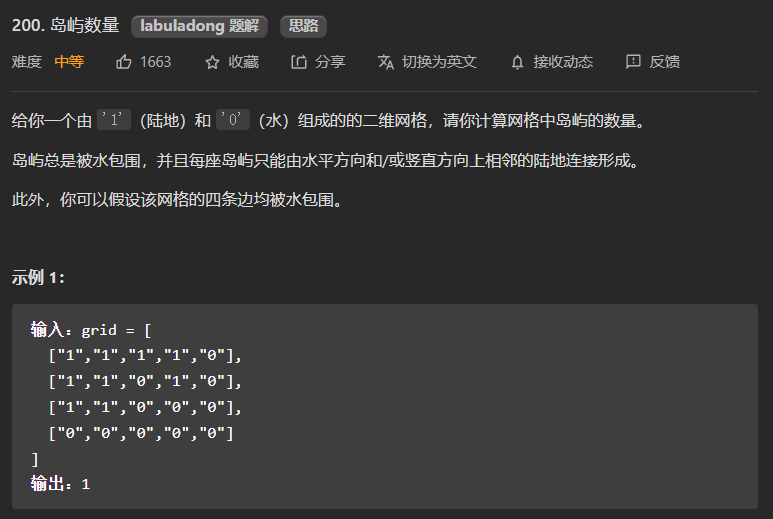 200. 岛屿数量 labuladong 题解 思路
难度 中等 1663 收藏 分享 切换为英文 接收动态 反馈
给你一个由 '1'（陆地）和 '0'（水）组成的的二维网格，请你计算网格中岛屿的数量。
岛屿总是被水包围，并且每座岛屿只能由水平方向和/或竖直方向上相邻的陆地连接形成。
此外，你可以假设该网格的四条边均被水包围。
示例 1：
输入：grid = [
["1","1","1","1","0"],
["1","1","0","1","0"],
["1","1","0","0","0"],
["0","0","0","0","0"]
]
输出：1